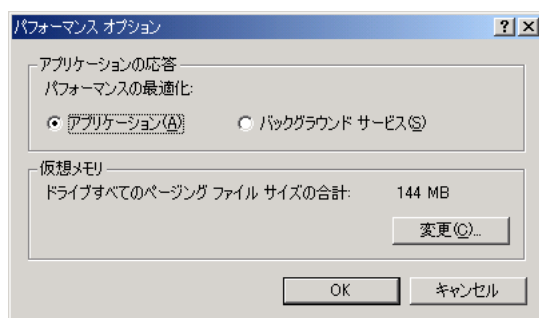 パフォーマンス オプション
アプリケーションの応答
パフォーマンスの最適化:
アプリケーション(A) バックグラウンド サービス(S)
仮想メモリ
ドライブすべてのページング ファイル サイズの合計: 144 MB
変更(C)...
OK キャンセル